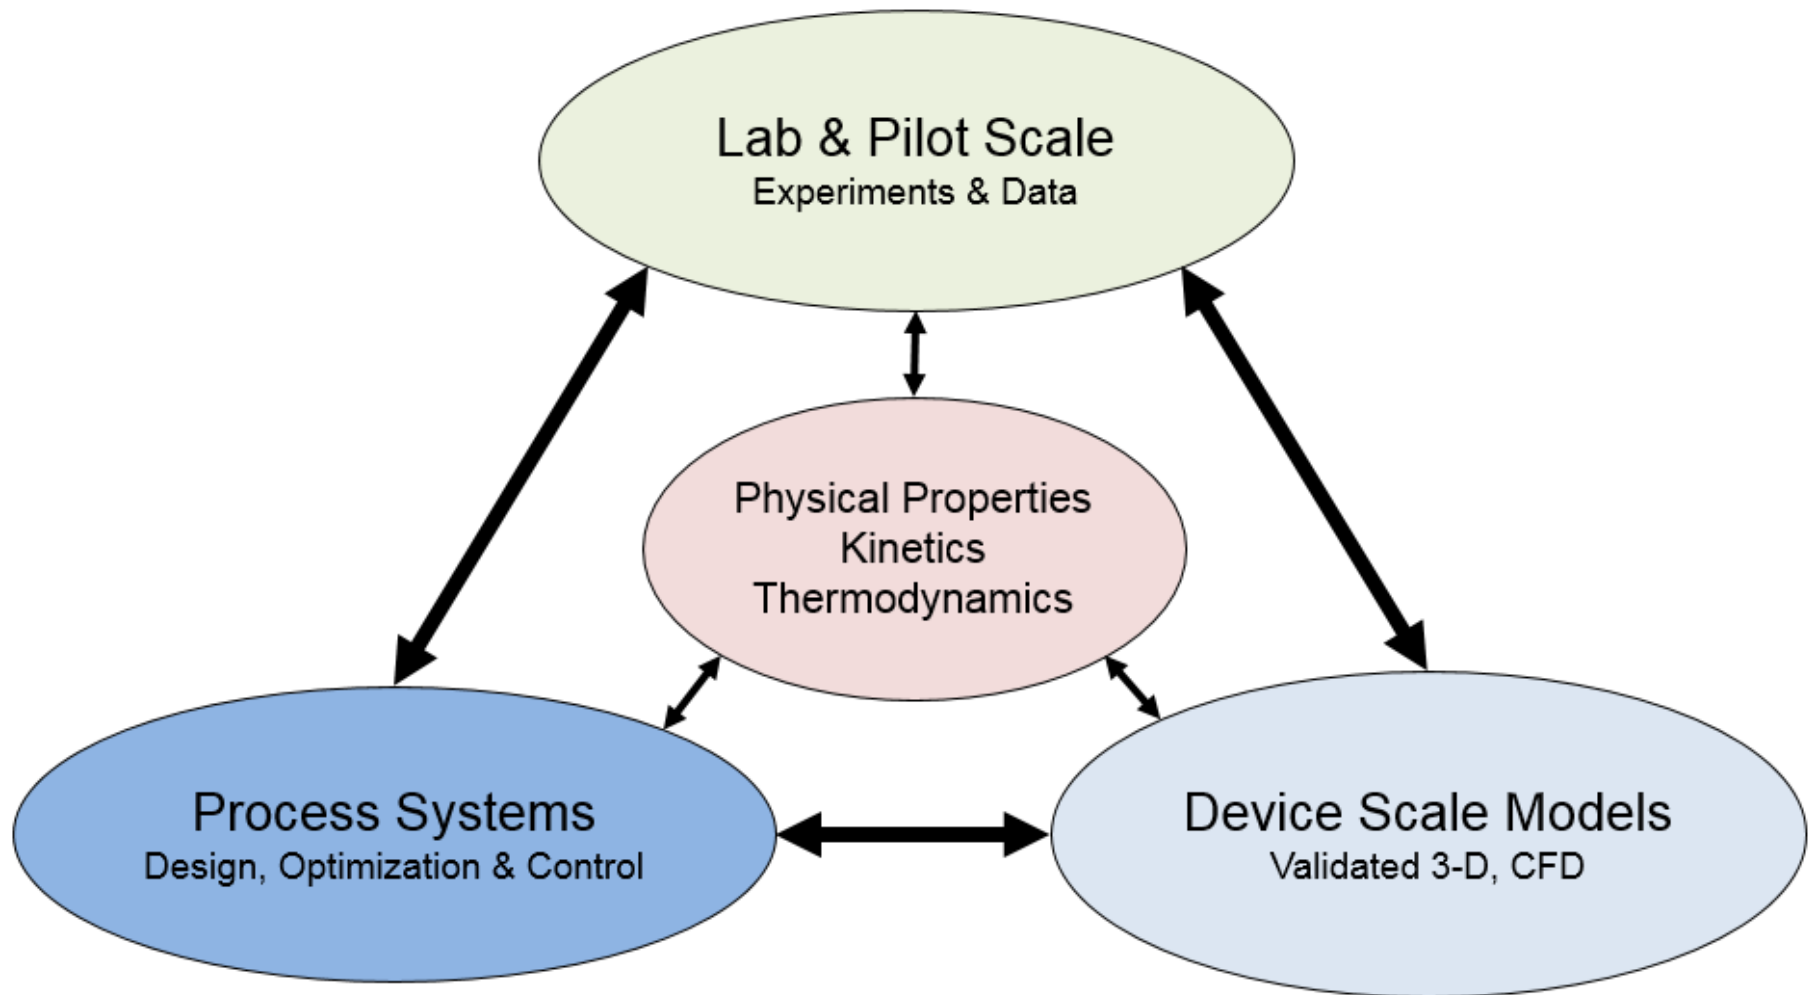 Lab & Pilot Scale
Experiments & Data
Physical Properties
Kinetics
Thermodynamics
Process Systems
Design, Optimization & Control
Device Scale Models
Validated 3-D, CFD